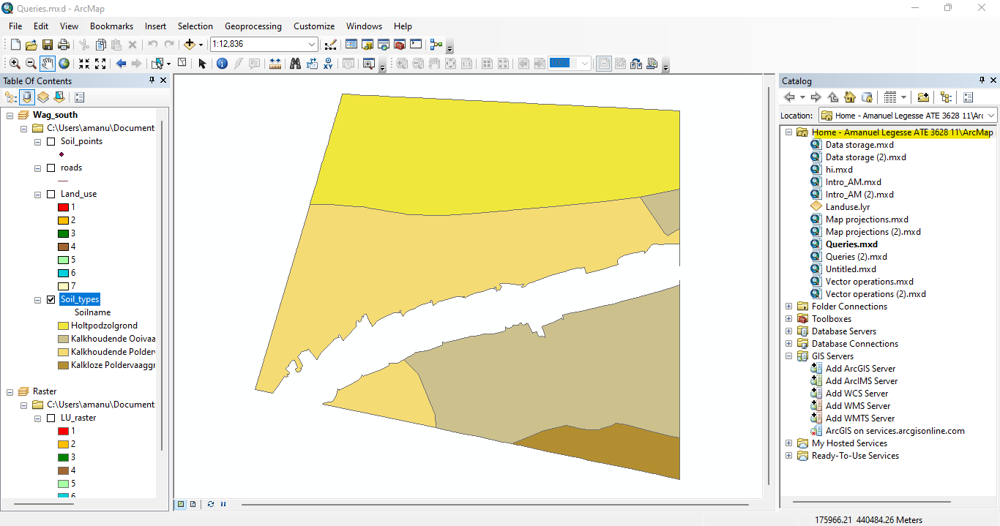 Queries.mxd - ArcMap
File Edit View Bookmarks Insert Selection Geoprocessing Customize Windows Help
1:12,836
100%
Table Of Contents
Wag_south
C:\Users\amanu\Document
Soil_points
roads
Land_use
1
2
3
4
5
6
7
Soil_types
Soilname
Holtpodzolgrond
Kalkhoudende Ooivaa
Kalkhoudende Polder
Kalkloze Poldervaaggr
Raster
C:\Users\amanu\Document
LU_raster
1
2
3
4
5
6
Catalog
Location: Home - Amanuel Legesse ATE 3628 11\Arc
Home - Amanuel Legesse ATE 3628 11\ArcMap
Data storage.mxd
Data storage (2).mxd
hi.mxd
Intro_AM.mxd
Intro_AM (2).mxd
Landuse.lyr
Map projections.mxd
Map projections (2).mxd
Queries.mxd
Queries (2).mxd
Untitled.mxd
Vector operations.mxd
Vector operations (2).mxd
Folder Connections
Toolboxes
Database Servers
Database Connections
GIS Servers
Add ArcGIS Server
Add ArcIMS Server
Add WCS Server
Add WMS Server
Add WMTS Server
ArcGIS on services.arcgisonline.com
My Hosted Services
Ready-To-Use Services
175966.21 440484.26 Meters